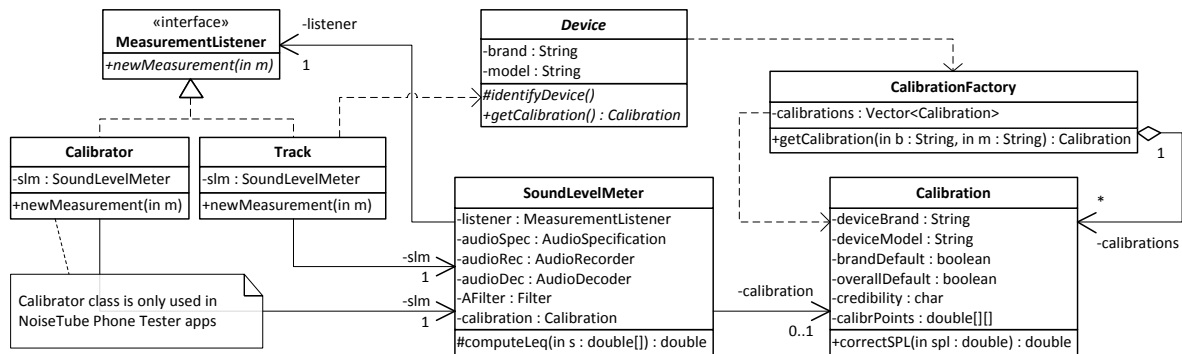 «interface»
MeasurementListener
+newMeasurement(in m)
-listener
1
Device
-brand : String
-model : String
#identifyDevice()
+getCalibration() : Calibration
CalibrationFactory
-calibrations : Vector<Calibration>
+getCalibration(in b : String, in m : String) : Calibration
1
Calibrator
-slm : SoundLevelMeter
+newMeasurement(in m)
Track
-slm : SoundLevelMeter
+newMeasurement(in m)
SoundLevelMeter
-listener : MeasurementListener
-audioSpec : AudioSpecification
-audioRec : AudioRecorder
-audioDec : AudioDecoder
-AFilter : Filter
-calibration : Calibration
#computeLeq(in s : double[]) : double
Calibration
-deviceBrand : String
-deviceModel : String
-brandDefault : boolean
-overallDefault : boolean
-credibility : char
-calibrPoints : double[][]
+correctSPL(in spl : double) : double
*
-calibrations
-slm
1
-slm
1
-calibration
0..1
Calibrator class is only used in
NoiseTube Phone Tester apps